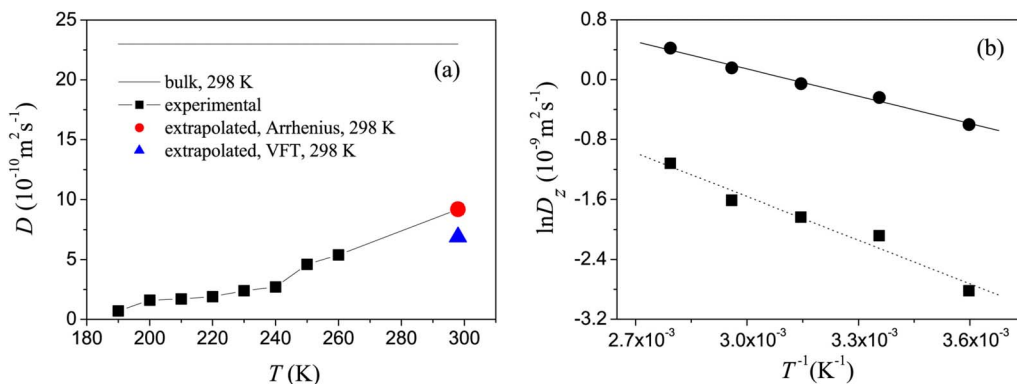 25
20
15
10
5
0
D (10⁻¹⁰m²s⁻¹)
(a)
bulk, 298 K
experimental
extrapolated, Arrhenius, 298 K
extrapolated, VFT, 298 K
180 200 220 240 260 280 300
T (K)
0.8
0.0
-0.8
-1.6
-2.4
-3.2
lnD_z (10⁻⁹m²s⁻¹)
(b)
2.7x10⁻³ 3.0x10⁻³ 3.3x10⁻³ 3.6x10⁻³
T⁻¹(K⁻¹)